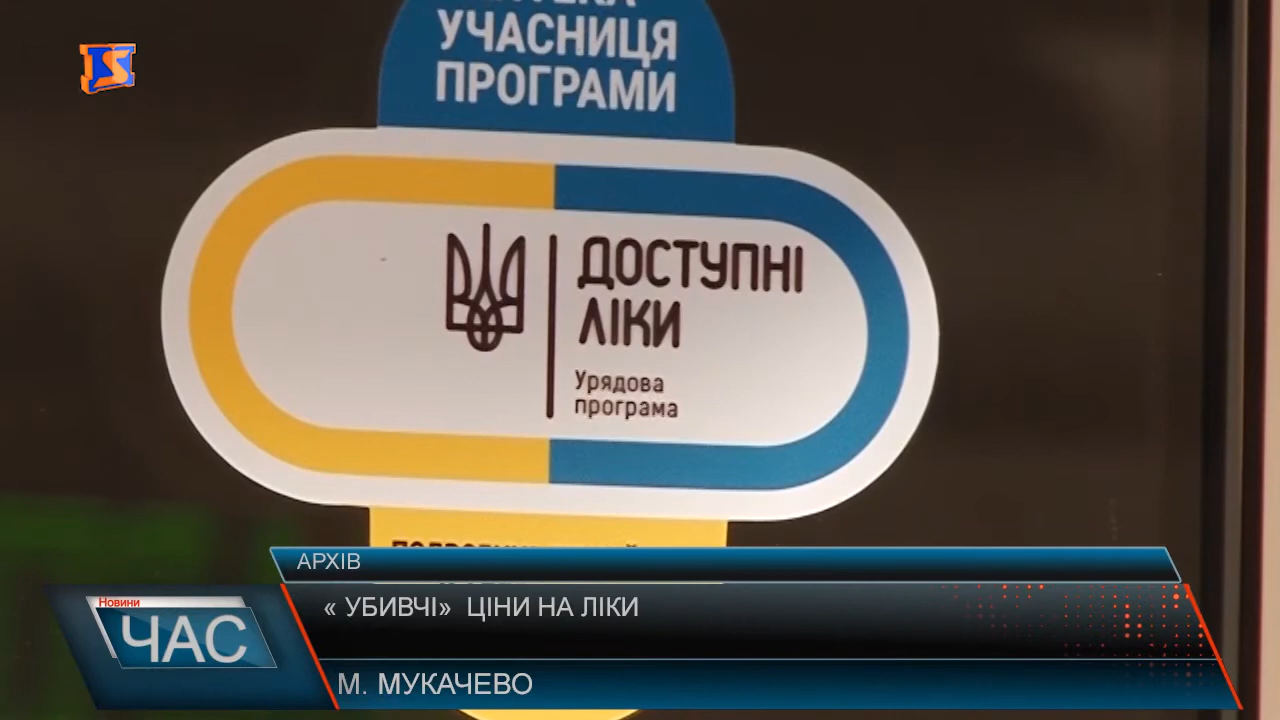 УЧАСНИЦЯ
ПРОГРАМИ
ДОСТУПНІ
ЛІКИ
Урядова
програма
АРХІВ
« УБИВЧІ» ЦІНИ НА ЛІКИ
Новини
ЧАС
М. МУКАЧЕВО